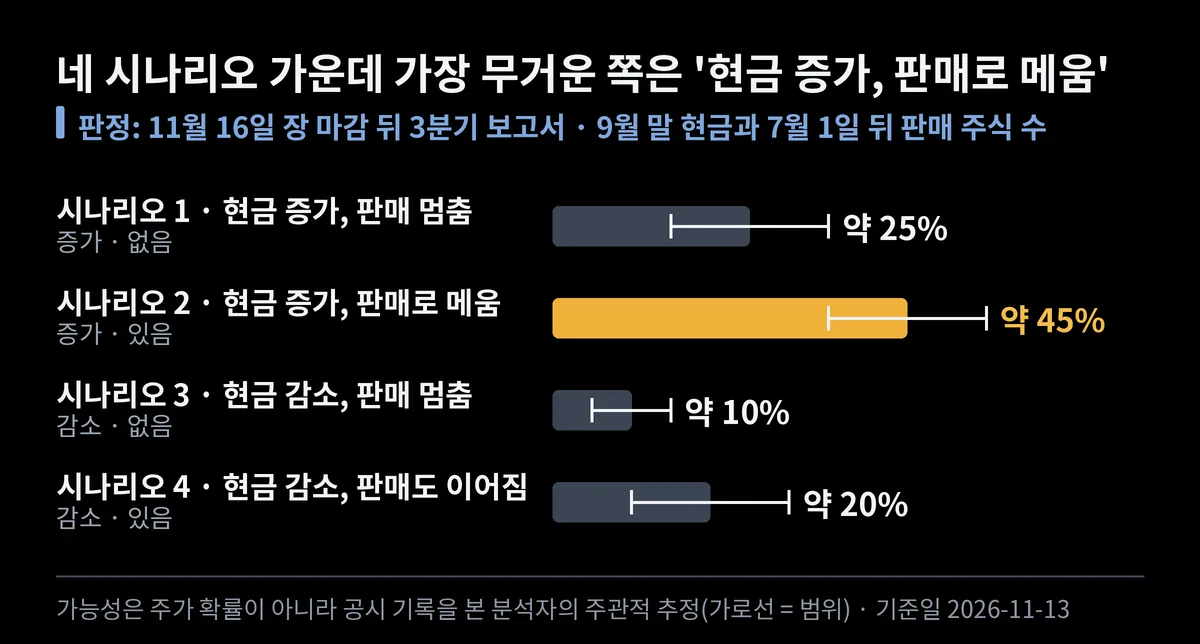 네 시나리오 가운데 가장 무거운 쪽은 '현금 증가, 판매로 메움'
판정: 11월 16일 장 마감 뒤 3분기 보고서 · 9월 말 현금과 7월 1일 뒤 판매 주식 수
시나리오 1 · 현금 증가, 판매 멈춤
증가 · 없음
약 25%
시나리오 2 · 현금 증가, 판매로 메움
증가 · 있음
약 45%
시나리오 3 · 현금 감소, 판매 멈춤
감소 · 없음
약 10%
시나리오 4 · 현금 감소, 판매도 이어짐
감소 · 있음
약 20%
가능성은 주가 확률이 아니라 공시 기록을 본 분석자의 주관적 추정(가로선 = 범위) · 기준일 2026-11-13